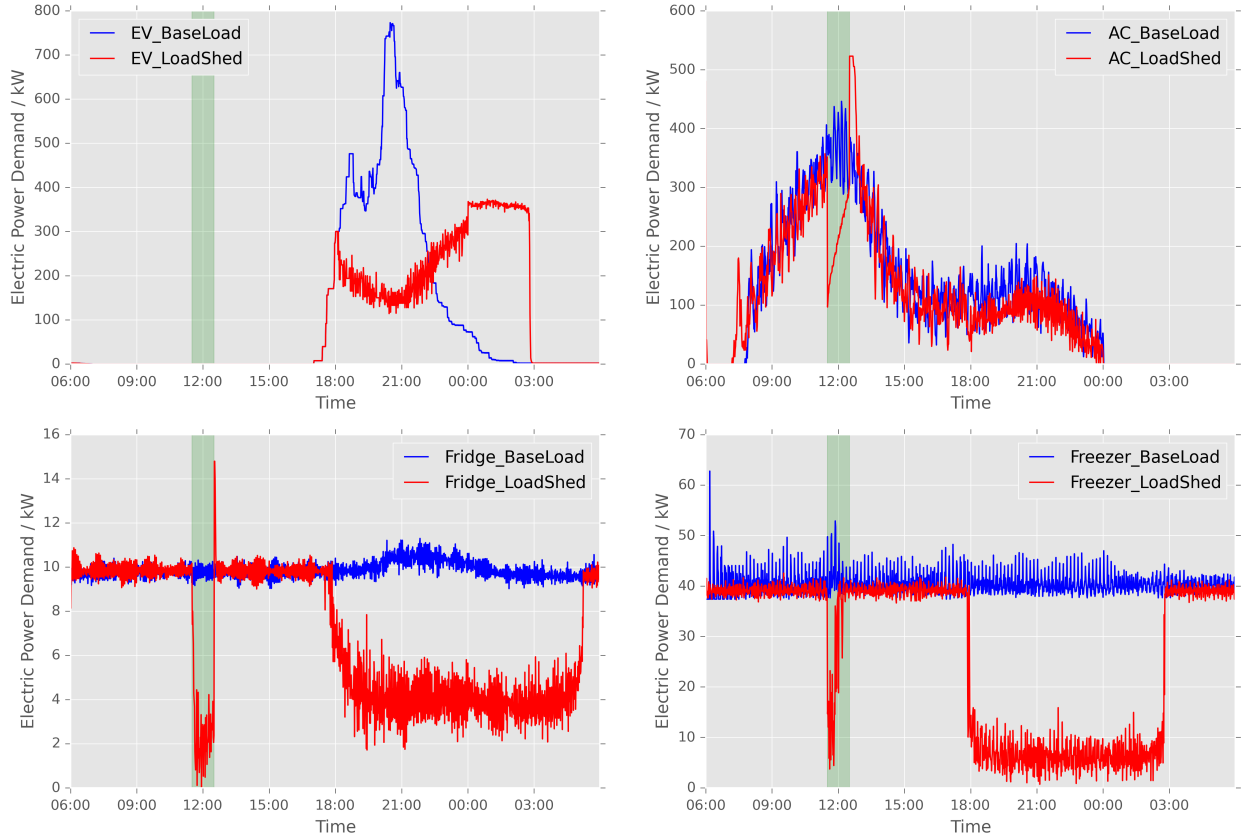 EV_BaseLoad
EV_LoadShed
Electric Power Demand / kW
800
700
600
500
400
300
200
100
0
06:00 09:00 12:00 15:00 18:00 21:00 00:00 03:00
Time
AC_BaseLoad
AC_LoadShed
Electric Power Demand / kW
600
500
400
300
200
100
0
06:00 09:00 12:00 15:00 18:00 21:00 00:00 03:00
Time
Fridge_BaseLoad
Fridge_LoadShed
Electric Power Demand / kW
16
14
12
10
8
6
4
2
0
06:00 09:00 12:00 15:00 18:00 21:00 00:00 03:00
Time
Freezer_BaseLoad
Freezer_LoadShed
Electric Power Demand / kW
70
60
50
40
30
20
10
0
06:00 09:00 12:00 15:00 18:00 21:00 00:00 03:00
Time